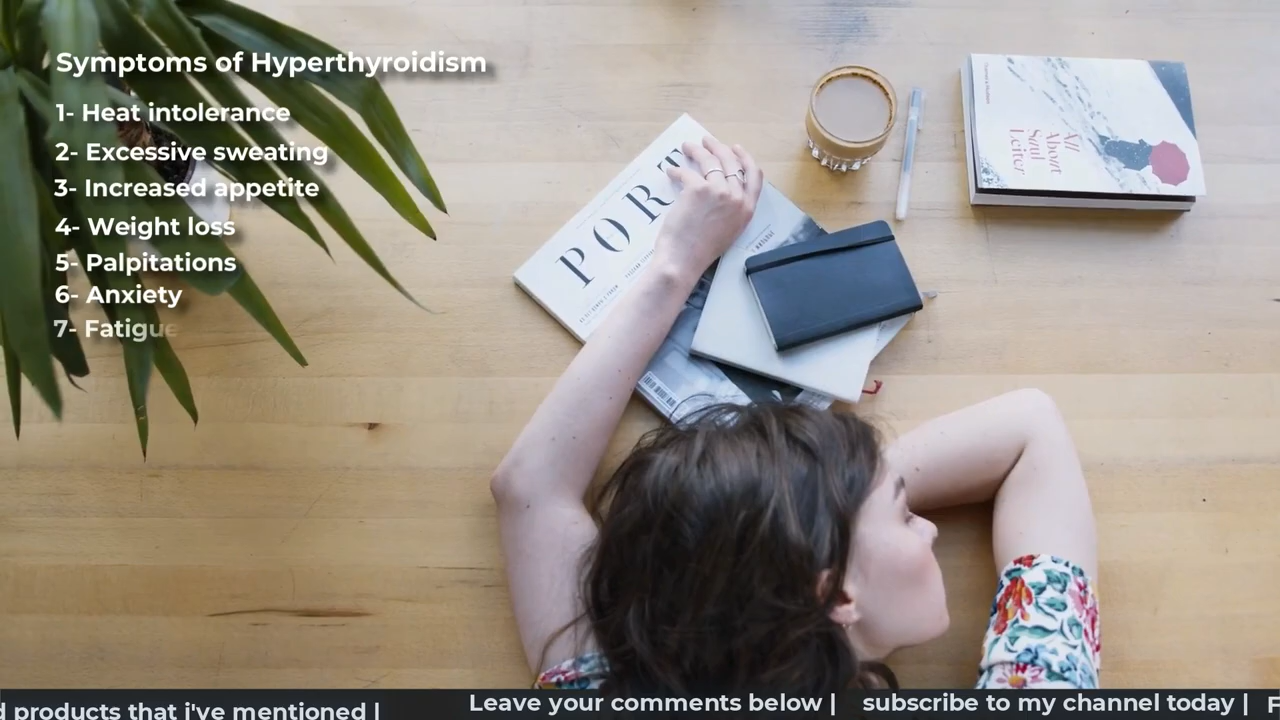 Symptoms of Hyperthyroidism
1- Heat intolerance
2- Excessive sweating
3- Increased appetite
4- Weight loss
5- Palpitations
6- Anxiety
7- Fatigue
PORT
All
About
Saul
Leiter
products that i've mentioned |
Leave your comments below |
subscribe to my channel today |